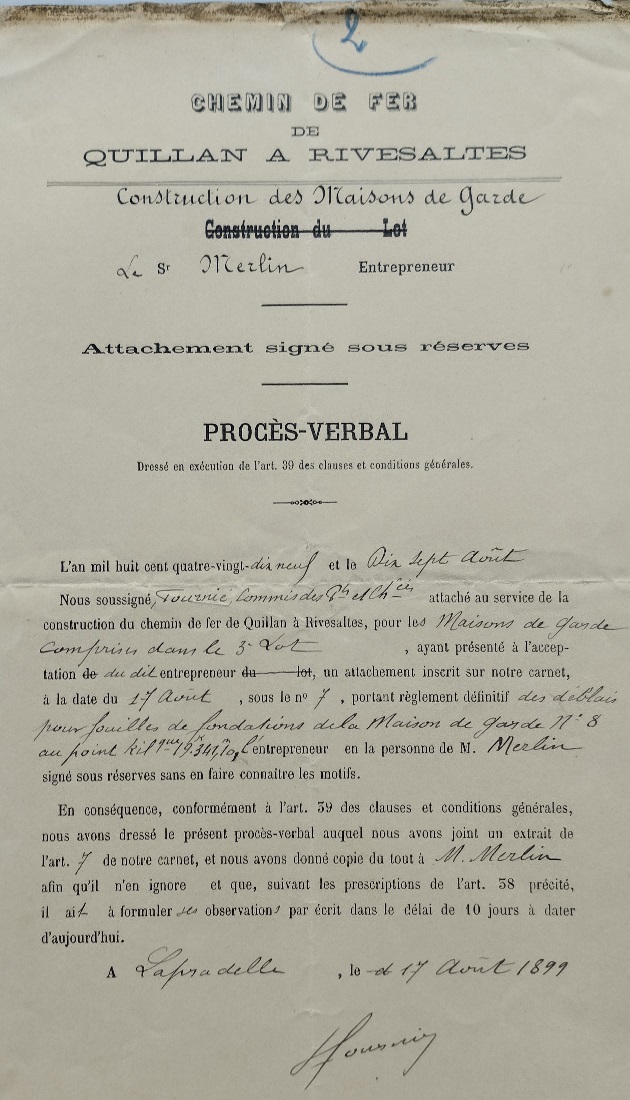 2
CHEMIN DE FER
DE
QUILLAN A RIVESALTES
Construction des Maisons de Garde
Construction du Lot
Le Sr Merlin Entrepreneur
Attachement signé sous réserves
PROCÈS-VERBAL
Dressé en exécution de l'art. 39 des clauses et conditions générales.
L'an mil huit cent quatre-vingt-dix neuf et le Dix sept Août
Nous soussigné, Tournié, Commis des Pts et Chées attaché au service de la
construction du chemin de fer de Quillan à Rivesaltes, pour les Maisons de garde
comprises dans le 3e Lot , ayant présenté à l'accep-
tation de du dit entrepreneur du lot, un attachement inscrit sur notre carnet,
à la date du 17 Août , sous le no 7 , portant règlement définitif des déblais
pour fouilles de fondations de la Maison de garde No 8
au point kilque l'entrepreneur en la personne de M. Merlin
signé sous réserves sans en faire connaître les motifs.
En conséquence, conformément à l'art. 39 des clauses et conditions générales,
nous avons dressé le présent procès-verbal auquel nous avons joint un extrait de
l'art. 7 de notre carnet, et nous avons donné copie du tout à M. Merlin
afin qu'il n'en ignore et que, suivant les prescriptions de l'art. 38 précité,
il ait à formuler ses observations par écrit dans le délai de 10 jours à dater
d'aujourd'hui.
A Lapradelle , le 17 Août 1899
Tournié